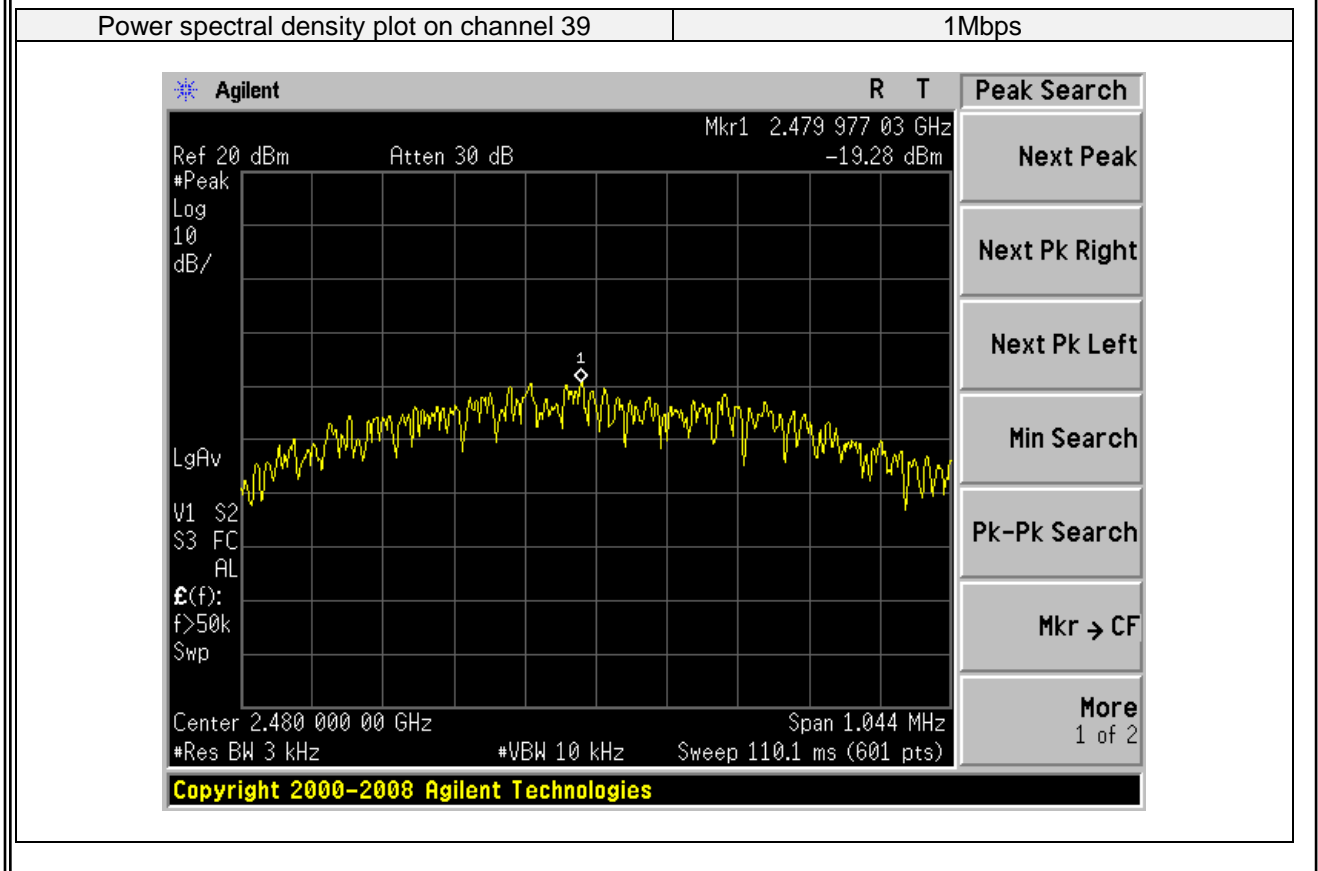 Power spectral density plot on channel 39 1Mbps
Agilent R T Peak Search
Mkr1 2.479 977 03 GHz
Ref 20 dBm Atten 30 dB -19.28 dBm
Next Peak
#Peak
Log
10
dB/
Next Pk Right
Next Pk Left
1
Min Search
LgAv
V1 S2
S3 FC
AL
Pk-Pk Search
£(f):
f>50k
Swp
Mkr → CF
Center 2.480 000 00 GHz Span 1.044 MHz
#Res BW 3 kHz #VBW 10 kHz Sweep 110.1 ms (601 pts)
More
1 of 2
Copyright 2000-2008 Agilent Technologies